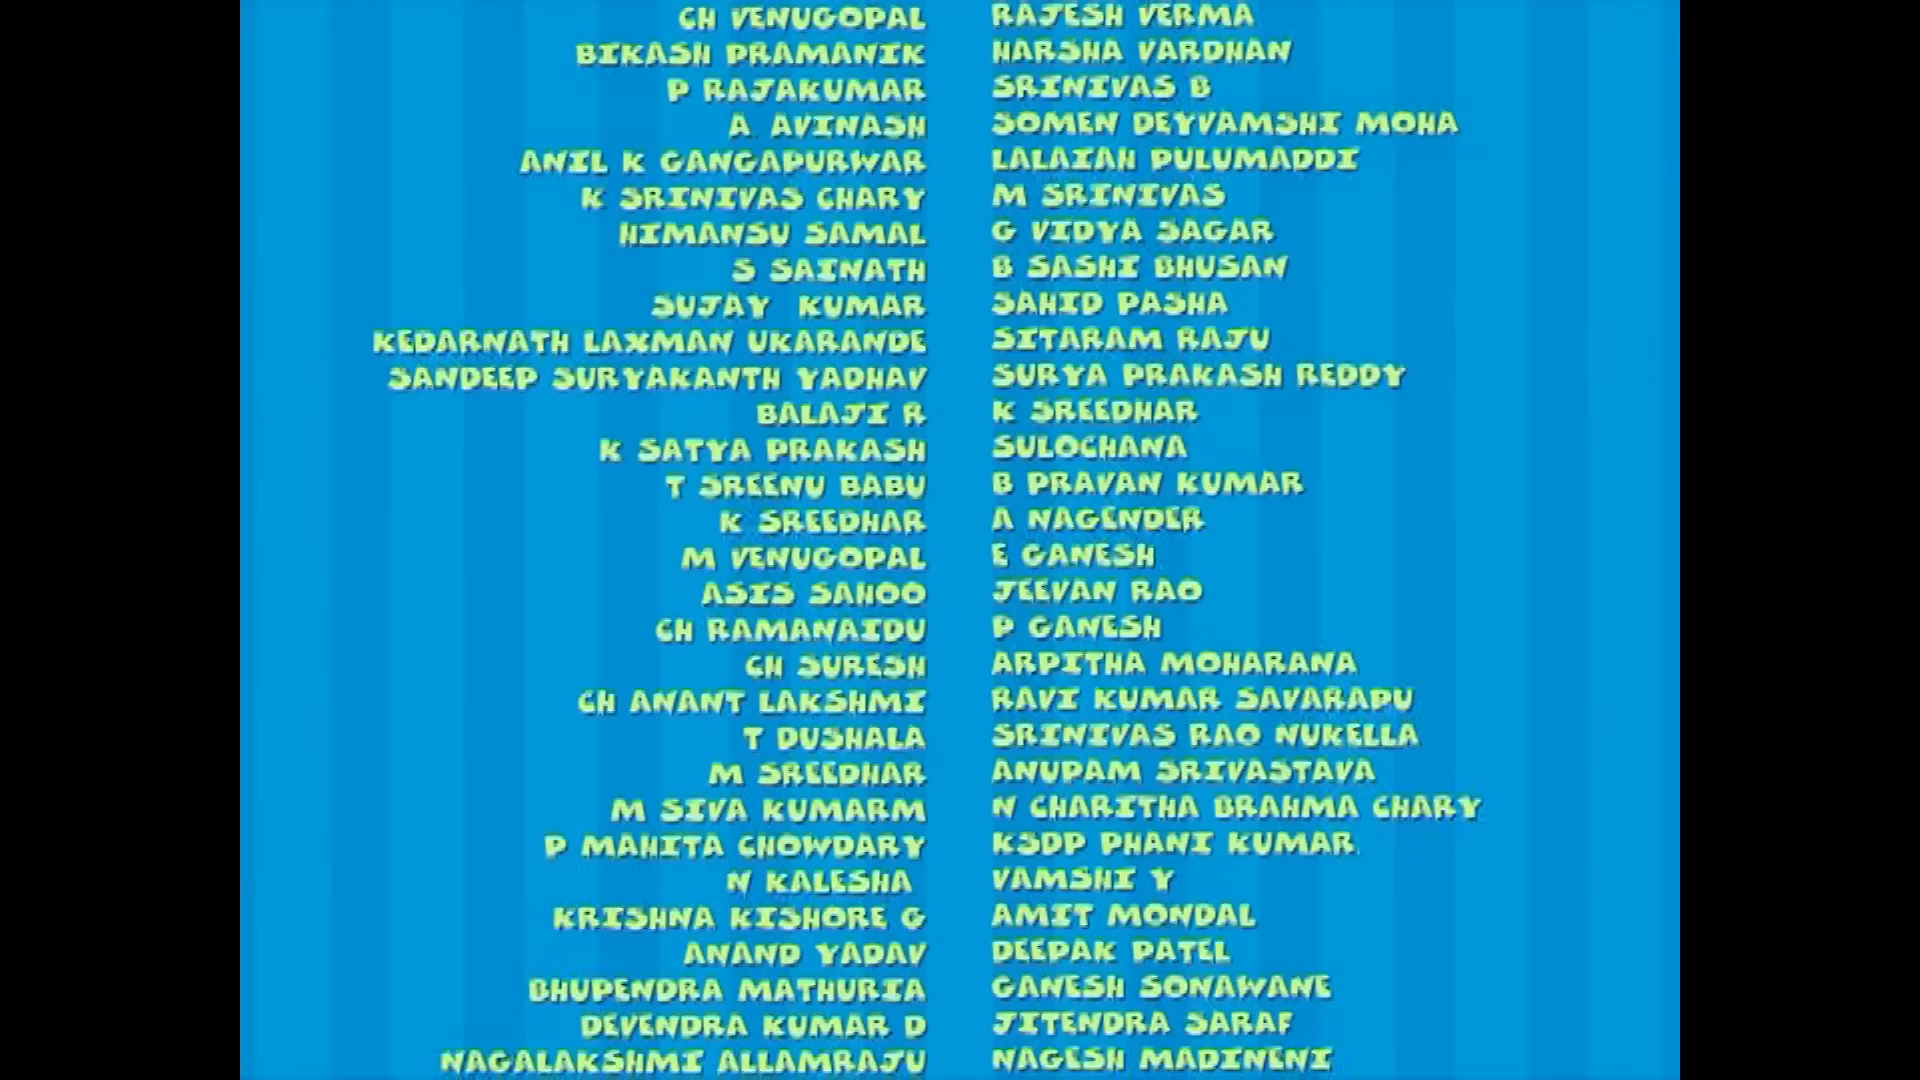 CH VENUGOPAL RAJESH VERMA
BIKASH PRAMANIK HARSHA VARDHAN
P RAJAKUMAR SRINIVAS B
A. AVINASH SOMEN DEYVAMSHI MOHA
ANIL K GANGAPURWAR LALAIAH PULUMADDI
K SRINIVAS CHARY M SRINIVAS
HIMANSU SAMAL G VIDYA SAGAR
S SAINATH B SASHI BHUSAN
SUJAY KUMAR SAHID PASHA
KEDARNATH LAXMAN UKARANDE SITARAM RAJU
SANDEEP SURYAKANTH YADHAV SURYA PRAKASH REDDY
BALAJI R K SREEDHAR
K SATYA PRAKASH SULOCHANA
T SREENU BABU B PRAVAN KUMAR
K SREEDHAR A NAGENDER
M VENUGOPAL E GANESH
ASIS SAHOO JEEVAN RAO
CH RAMANAIDU P GANESH
CH SURESH ARPITHA MOHARANA
CH ANANT LAKSHMI RAVI KUMAR SAVARAPU
T DUSHALA SRINIVAS RAO NUKELLA
M SREEDHAR ANUPAM SRIVASTAVA
M SIVA KUMARM N CHARITHA BRAHMA CHARY
P MAHITA CHOWDARY KSDP PHANI KUMAR.
N KALESHA VAMSHI Y
KRISHNA KISHORE G AMIT MONDAL
ANAND YADAV DEEPAK PATEL
BHUPENDRA MATHURIA GANESH SONAWANE
DEVENDRA KUMAR D JITENDRA SARAF
NAGALAKSHMI ALLAMRAJU NAGESH MADINENI